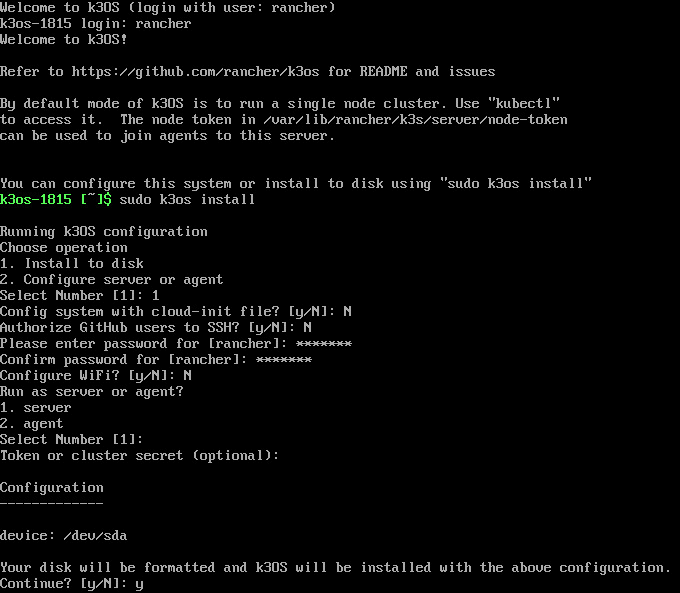 Welcome to k3OS (login with user: rancher)
k3os-1815 login: rancher
Welcome to k3OS!
Refer to https://github.com/rancher/k3os for README and issues
By default mode of k3OS is to run a single node cluster. Use "kubectl"
to access it.  The node token in /var/lib/rancher/k3s/server/node-token
can be used to join agents to this server.
You can configure this system or install to disk using "sudo k3os install"
k3os-1815 [~]$ sudo k3os install
Running k3OS configuration
Choose operation
1. Install to disk
2. Configure server or agent
Select Number [1]: 1
Config system with cloud-init file? [y/N]: N
Authorize GitHub users to SSH? [y/N]: N
Please enter password for [rancher]: *******
Confirm password for [rancher]: *******
Configure WiFi? [y/N]: N
Run as server or agent?
1. server
2. agent
Select Number [1]:
Token or cluster secret (optional):
Configuration
-------------
device: /dev/sda
Your disk will be formatted and k3OS will be installed with the above configuration.
Continue? [y/N]: y